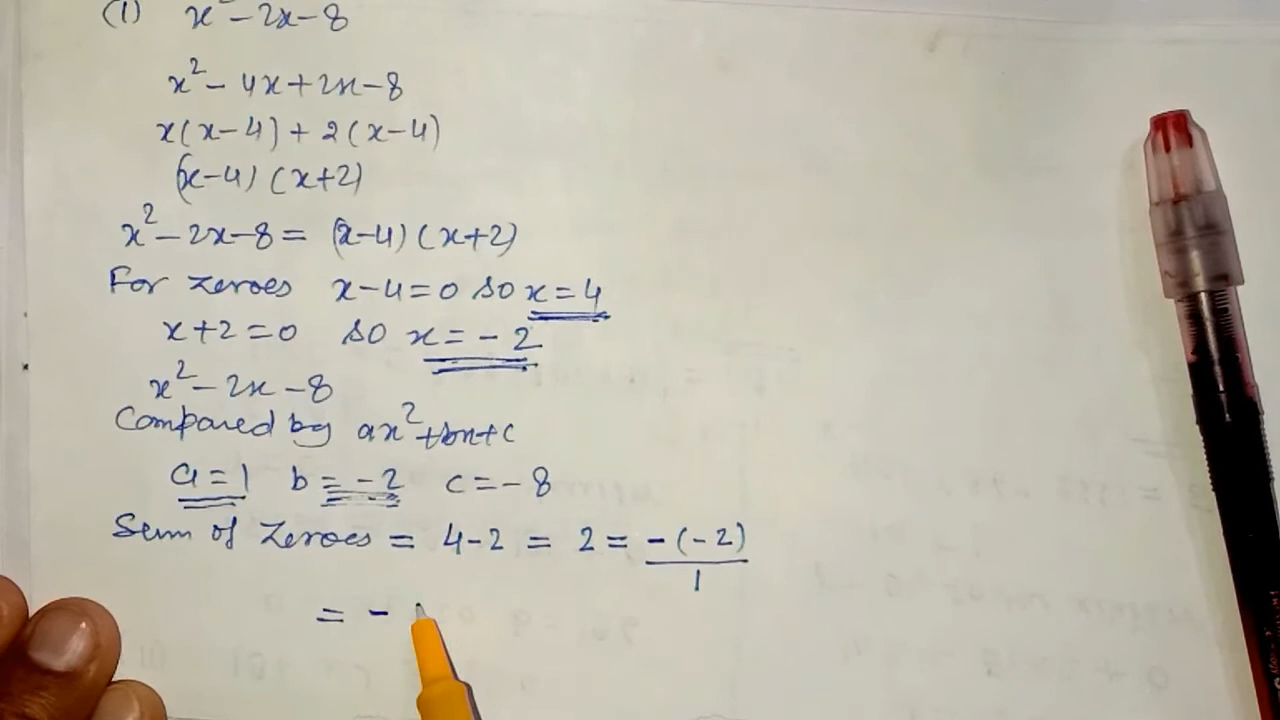 (1) x² - 2x - 8
x² - 4x + 2x - 8
x(x - 4) + 2(x - 4)
(x - 4) (x + 2)
x² - 2x - 8 = (x - 4) (x + 2)
For zeroes x - 4 = 0 so x = 4
x + 2 = 0 so x = - 2
x² - 2x - 8
Compared by ax² + bx + c
a = 1 b = - 2 c = - 8
Sum of Zeroes = 4 - 2 = 2 = -(-2)/1
= -